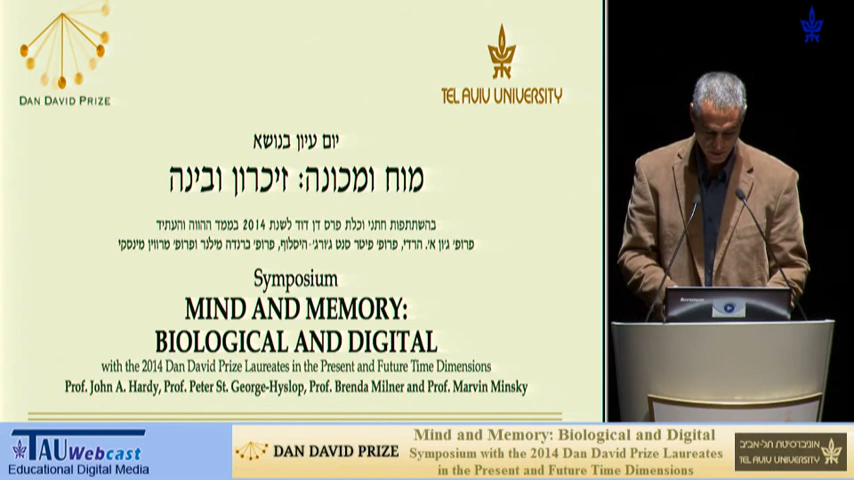 DAN DAVID PRIZE
TEL AVIV UNIVERSITY
יום עיון בנושא
מוח ומכונה: זיכרון ובינה
בהשתתפות חתני וכלת פרס דן דוד לשנת 2014 בממד ההווה והעתיד
פרופ' ג'ון א. הרדי, פרופ' פיטר סנט ג'ורג'-היסלוף, פרופ' ברנדה מילנר ופרופ' מרווין מינסקי
Symposium
MIND AND MEMORY:
BIOLOGICAL AND DIGITAL
with the 2014 Dan David Prize Laureates in the Present and Future Time Dimensions
Prof. John A. Hardy, Prof. Peter St. George-Hyslop, Prof. Brenda Milner and Prof. Marvin Minsky
lenovo
TAU Webcast
Educational Digital Media
DAN DAVID PRIZE
Mind and Memory: Biological and Digital
Symposium with the 2014 Dan David Prize Laureates
in the Present and Future Time Dimensions
אוניברסיטת תל-אביב
TEL AVIV UNIVERSITY